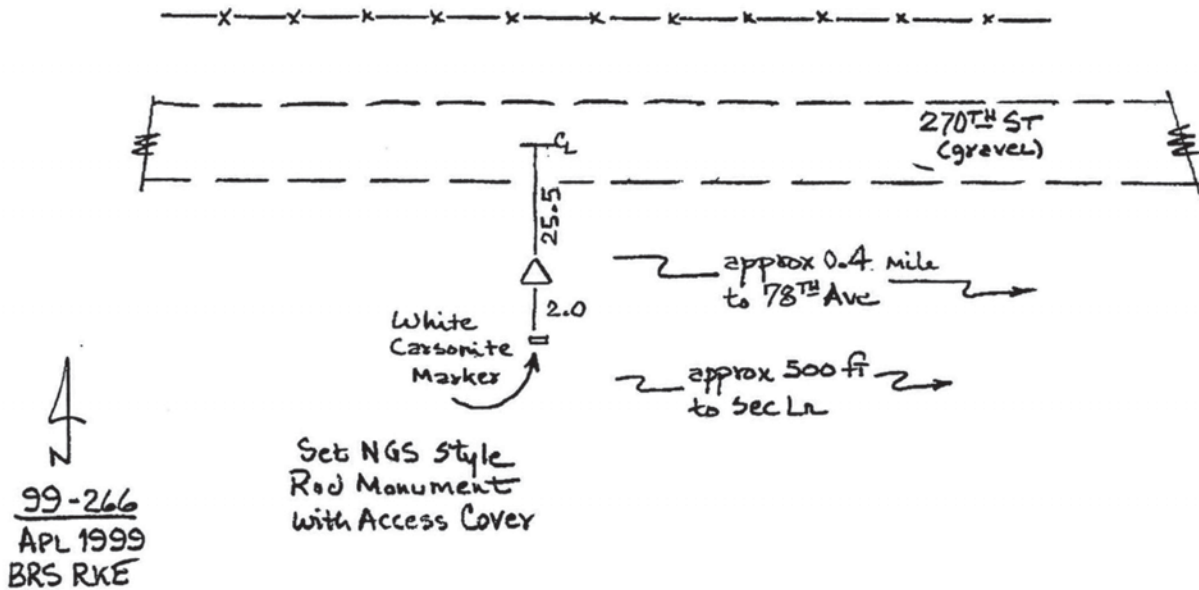 270TH ST
(gravel)
CL
25.5
approx 0.4 mile
to 78TH Ave
2.0
White
Carsonite
Marker
approx 500 ft
to Sec Ln
N
Set NGS Style
Rod Monument
with Access Cover
99-266
APL 1999
BRS RKE